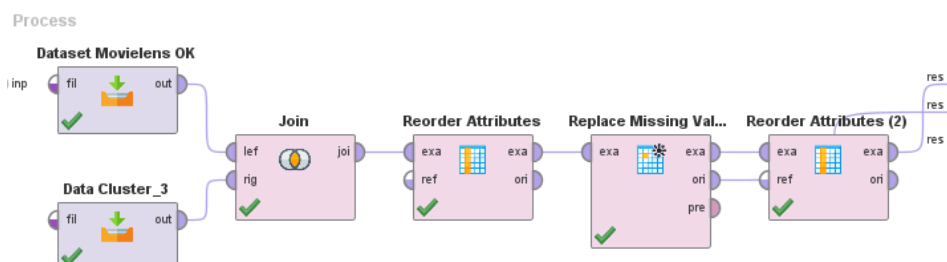 Process
Dataset Movielens OK
inp
fil
out
res
res
res
Join
lef
rig
joi
Reorder Attributes
exa
ref
exa
ori
Replace Missing Val...
exa
exa
ori
pre
Reorder Attributes (2)
exa
ref
exa
ori
Data Cluster_3
fil
out